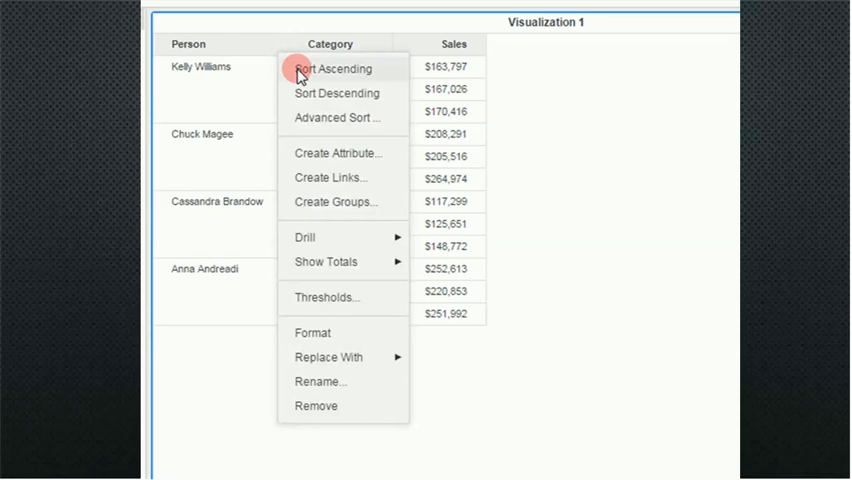 Visualization 1
Person Category Sales
Kelly Williams $163,797
$167,026
$170,416
Chuck Magee $208,291
$205,516
$264,974
Cassandra Brandow $117,299
$125,651
$148,772
Anna Andreadi $252,613
$220,853
$251,992
Sort Ascending
Sort Descending
Advanced Sort ...
Create Attribute...
Create Links...
Create Groups...
Drill
Show Totals
Thresholds...
Format
Replace With
Rename...
Remove